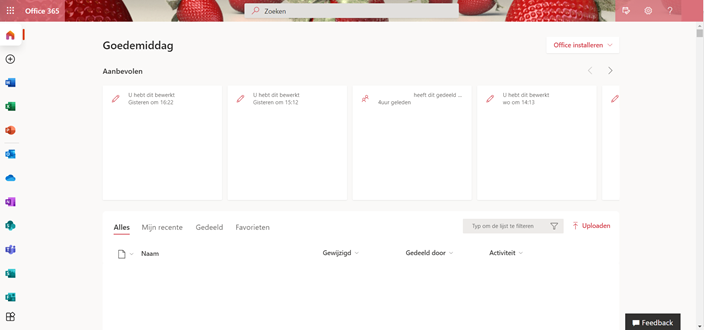 Office 365
Zoeken
?
Goedemiddag
Office installeren
Aanbevolen
U hebt dit bewerkt
Gisteren om 16:22
U hebt dit bewerkt
Gisteren om 15:12
heeft dit gedeeld ...
uur geleden
U hebt dit bewerkt
wo om 14:13
Alles
Mijn recente
Gedeeld
Favorieten
Typ om de lijst te filteren
Uploaden
Naam
Gewijzigd
Gedeeld door
Activiteit
Feedback